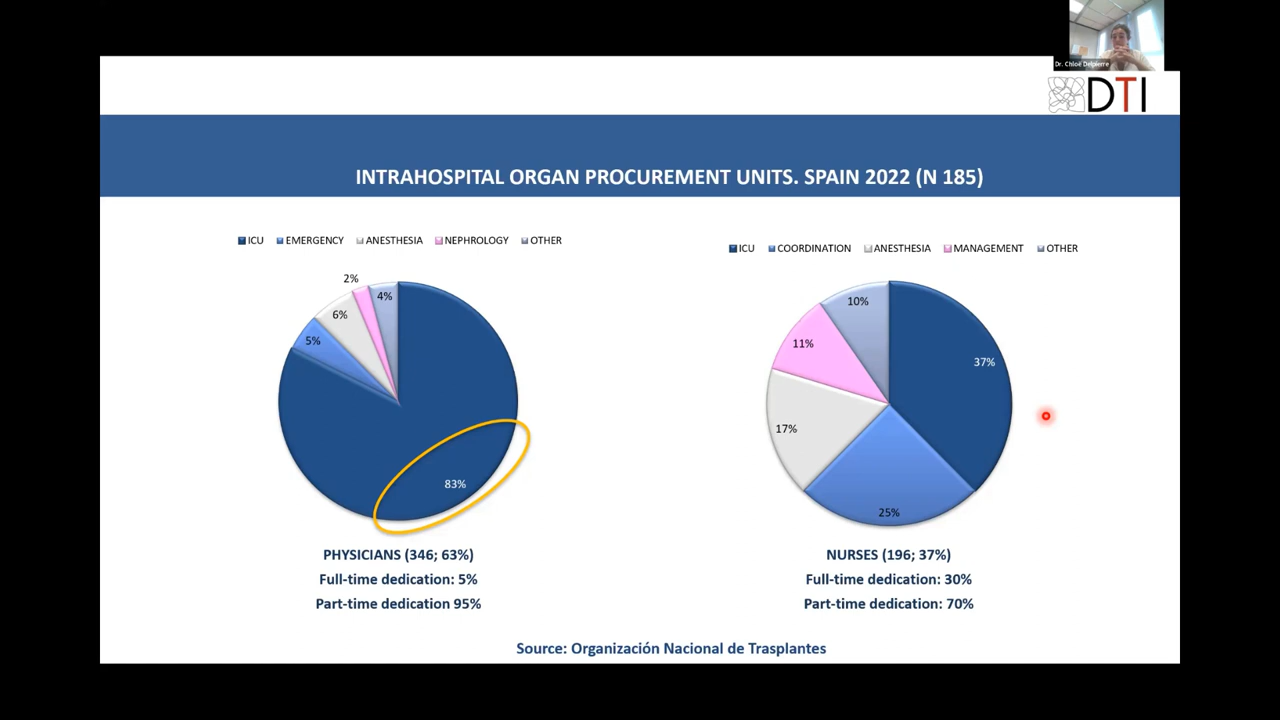 Dr. Chloë Delpierre
DTI
INTRAHOSPITAL ORGAN PROCUREMENT UNITS. SPAIN 2022 (N 185)
ICU EMERGENCY ANESTHESIA NEPHROLOGY OTHER
ICU COORDINATION ANESTHESIA MANAGEMENT OTHER
2%
4%
6%
5%
83%
10%
11%
37%
17%
25%
PHYSICIANS (346; 63%)
Full-time dedication: 5%
Part-time dedication 95%
NURSES (196; 37%)
Full-time dedication: 30%
Part-time dedication: 70%
Source: Organización Nacional de Trasplantes